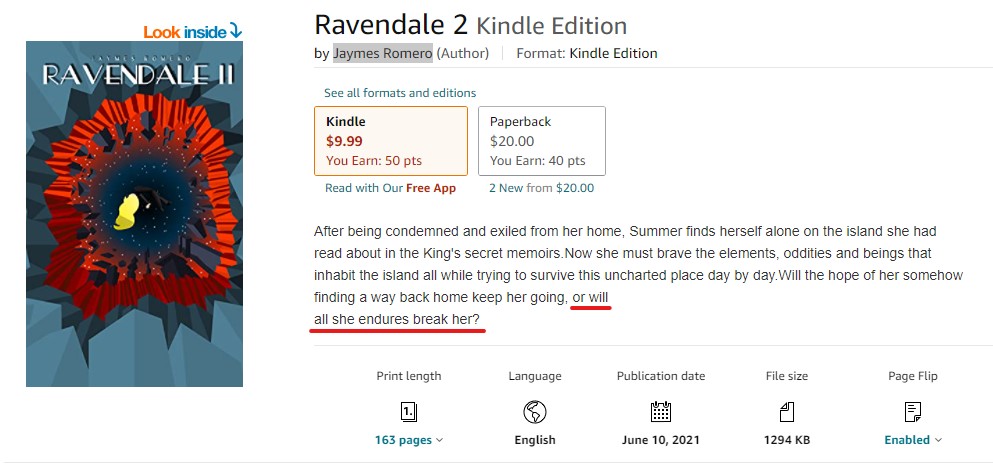 Look inside
JAYMES ROMERO
RAVENDALE II
Ravendale 2 Kindle Edition
by Jaymes Romero (Author) Format: Kindle Edition
See all formats and editions
Kindle
$9.99
You Earn: 50 pts
Paperback
$20.00
You Earn: 40 pts
Read with Our Free App
2 New from $20.00
After being condemned and exiled from her home, Summer finds herself alone on the island she had
read about in the King's secret memoirs.Now she must brave the elements, oddities and beings that
inhabit the island all while trying to survive this uncharted place day by day.Will the hope of her somehow
finding a way back home keep her going, or will
all she endures break her?
Print length
1.
163 pages
Language
English
Publication date
June 10, 2021
File size
1294 KB
Page Flip
Enabled